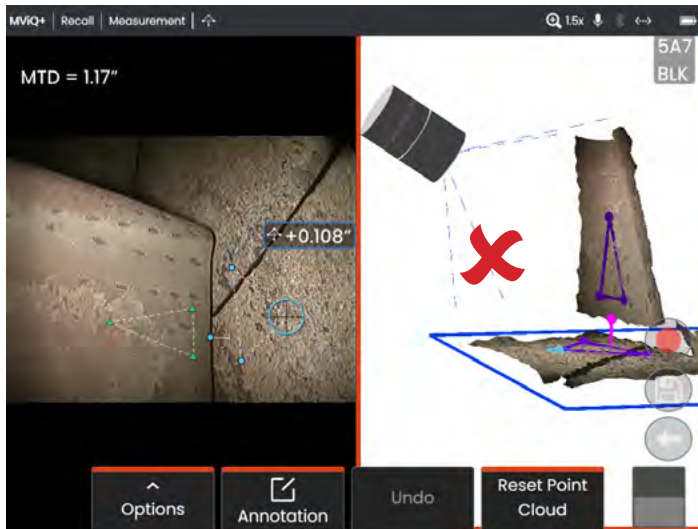 MViQ+ | Recall | Measurement |
1.5x
5A7
BLK
MTD = 1.17"
+0.108"
Options
Annotation
Undo
Reset Point
Cloud